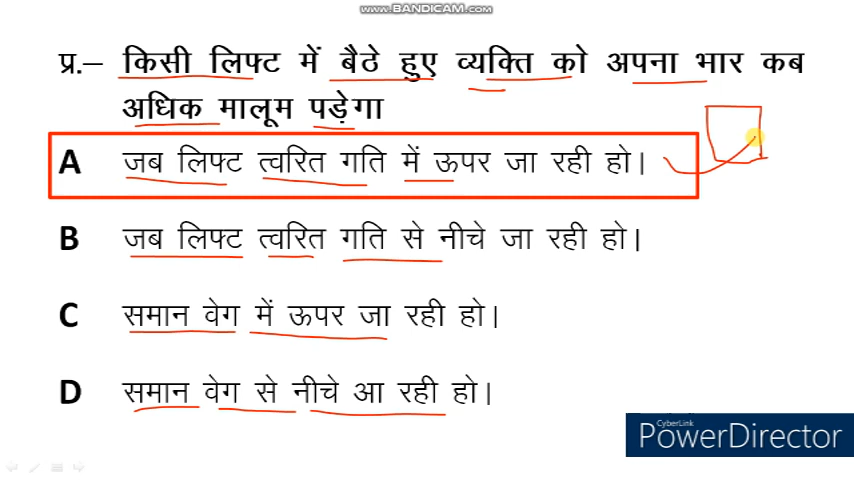 WWW.BANDICAM.COM
प्र.– किसी लिफ्ट में बैठे हुए व्यक्ति को अपना भार कब
अधिक मालूम पड़ेगा
A जब लिफ्ट त्वरित गति में ऊपर जा रही हो।
B जब लिफ्ट त्वरित गति से नीचे जा रही हो।
C समान वेग में ऊपर जा रही हो।
D समान वेग से नीचे आ रही हो।
CyberLink
PowerDirector